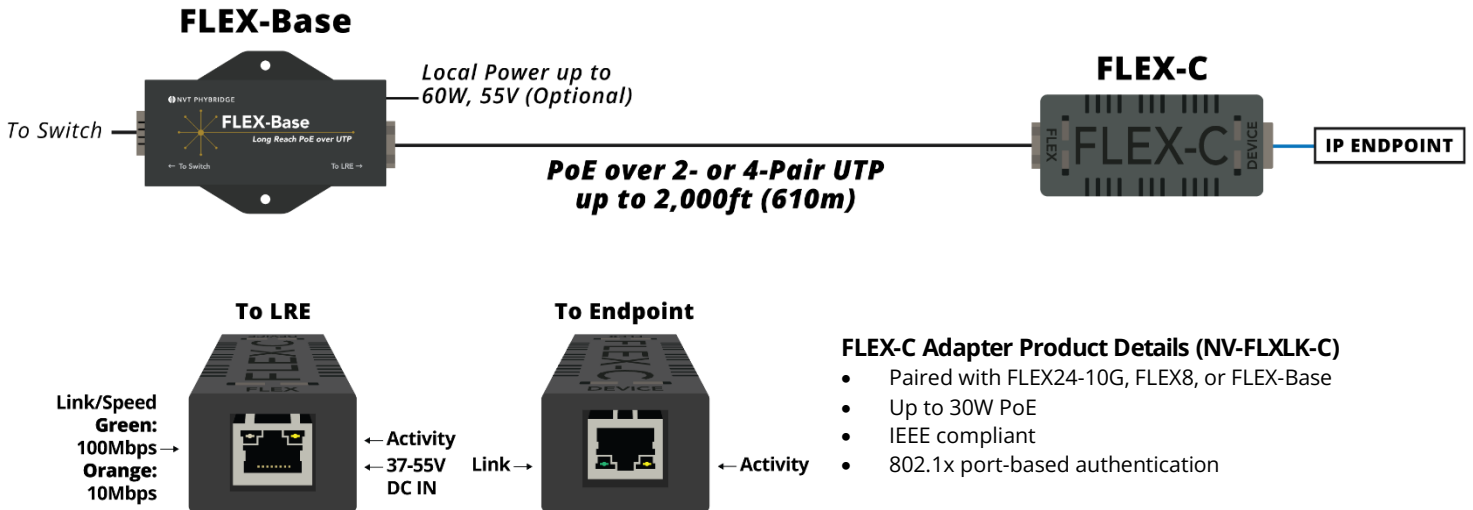 FLEX-Base
Local Power up to
60W, 55V (Optional)
To Switch
NVT PHYBRIDGE
FLEX-Base
Long Reach PoE over UTP
← To Switch
To LRE →
PoE over 2- or 4-Pair UTP
up to 2,000ft (610m)
FLEX-C
FLEX
FLEX-C
DEVICE
IP ENDPOINT
To LRE
FLEX-C
FLEX
Link/Speed
Green:
100Mbps →
Orange:
10Mbps
← Activity
← 37-55V
DC IN
To Endpoint
FLEX-C
DEVICE
Link →
← Activity
FLEX-C Adapter Product Details (NV-FLXLK-C)
• Paired with FLEX24-10G, FLEX8, or FLEX-Base
• Up to 30W PoE
• IEEE compliant
• 802.1x port-based authentication